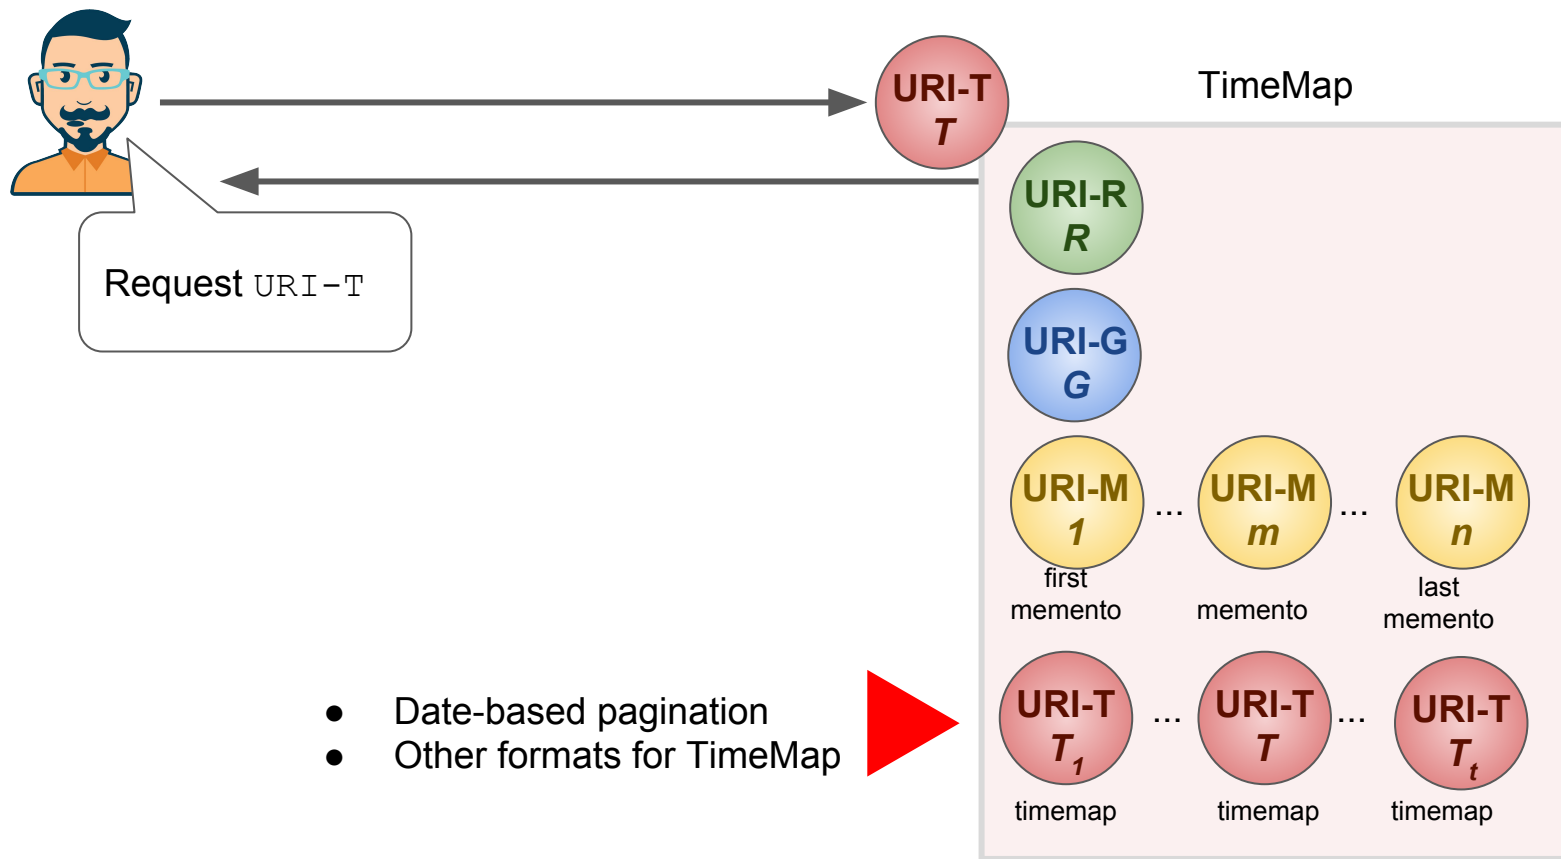 URI-T
T
TimeMap
URI-R
R
Request URI-T
URI-G
G
URI-M
1
...
URI-M
m
...
URI-M
n
first
memento
memento
last
memento
● Date-based pagination
● Other formats for TimeMap
URI-T
T1
...
URI-T
T
...
URI-T
Tt
timemap
timemap
timemap